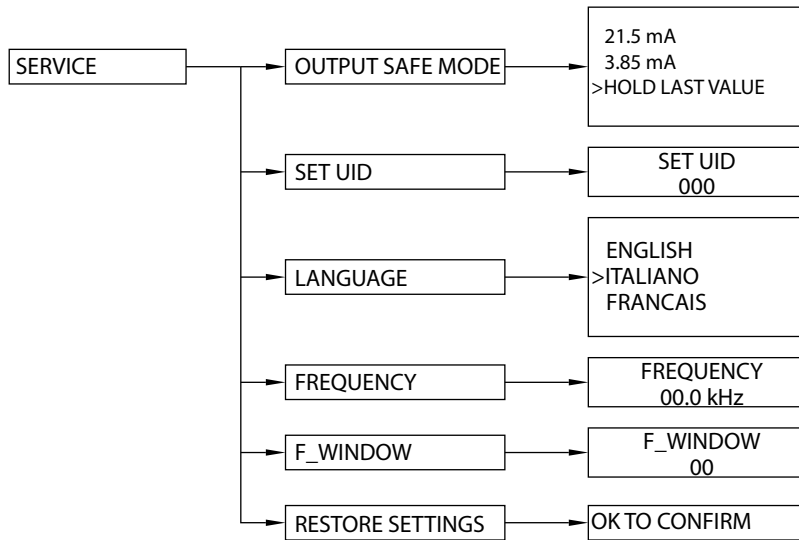 SERVICE
OUTPUT SAFE MODE
21.5 mA
3.85 mA
>HOLD LAST VALUE
SET UID
SET UID
000
LANGUAGE
ENGLISH
>ITALIANO
FRANCAIS
FREQUENCY
FREQUENCY
00.0 kHz
F_WINDOW
F_WINDOW
00
RESTORE SETTINGS
OK TO CONFIRM